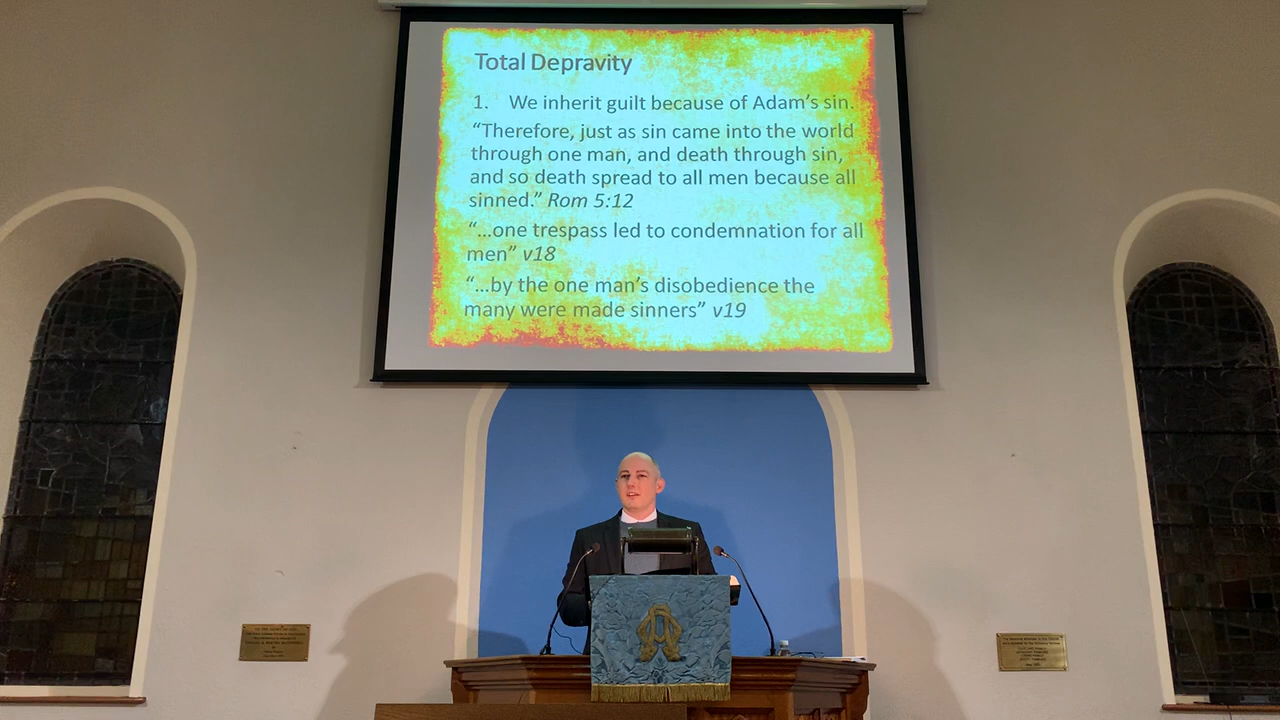 Total Depravity
1. We inherit guilt because of Adam's sin.
“Therefore, just as sin came into the world
through one man, and death through sin,
and so death spread to all men because all
sinned.” Rom 5:12
“...one trespass led to condemnation for all
men” v18
“...by the one man's disobedience the
many were made sinners” v19